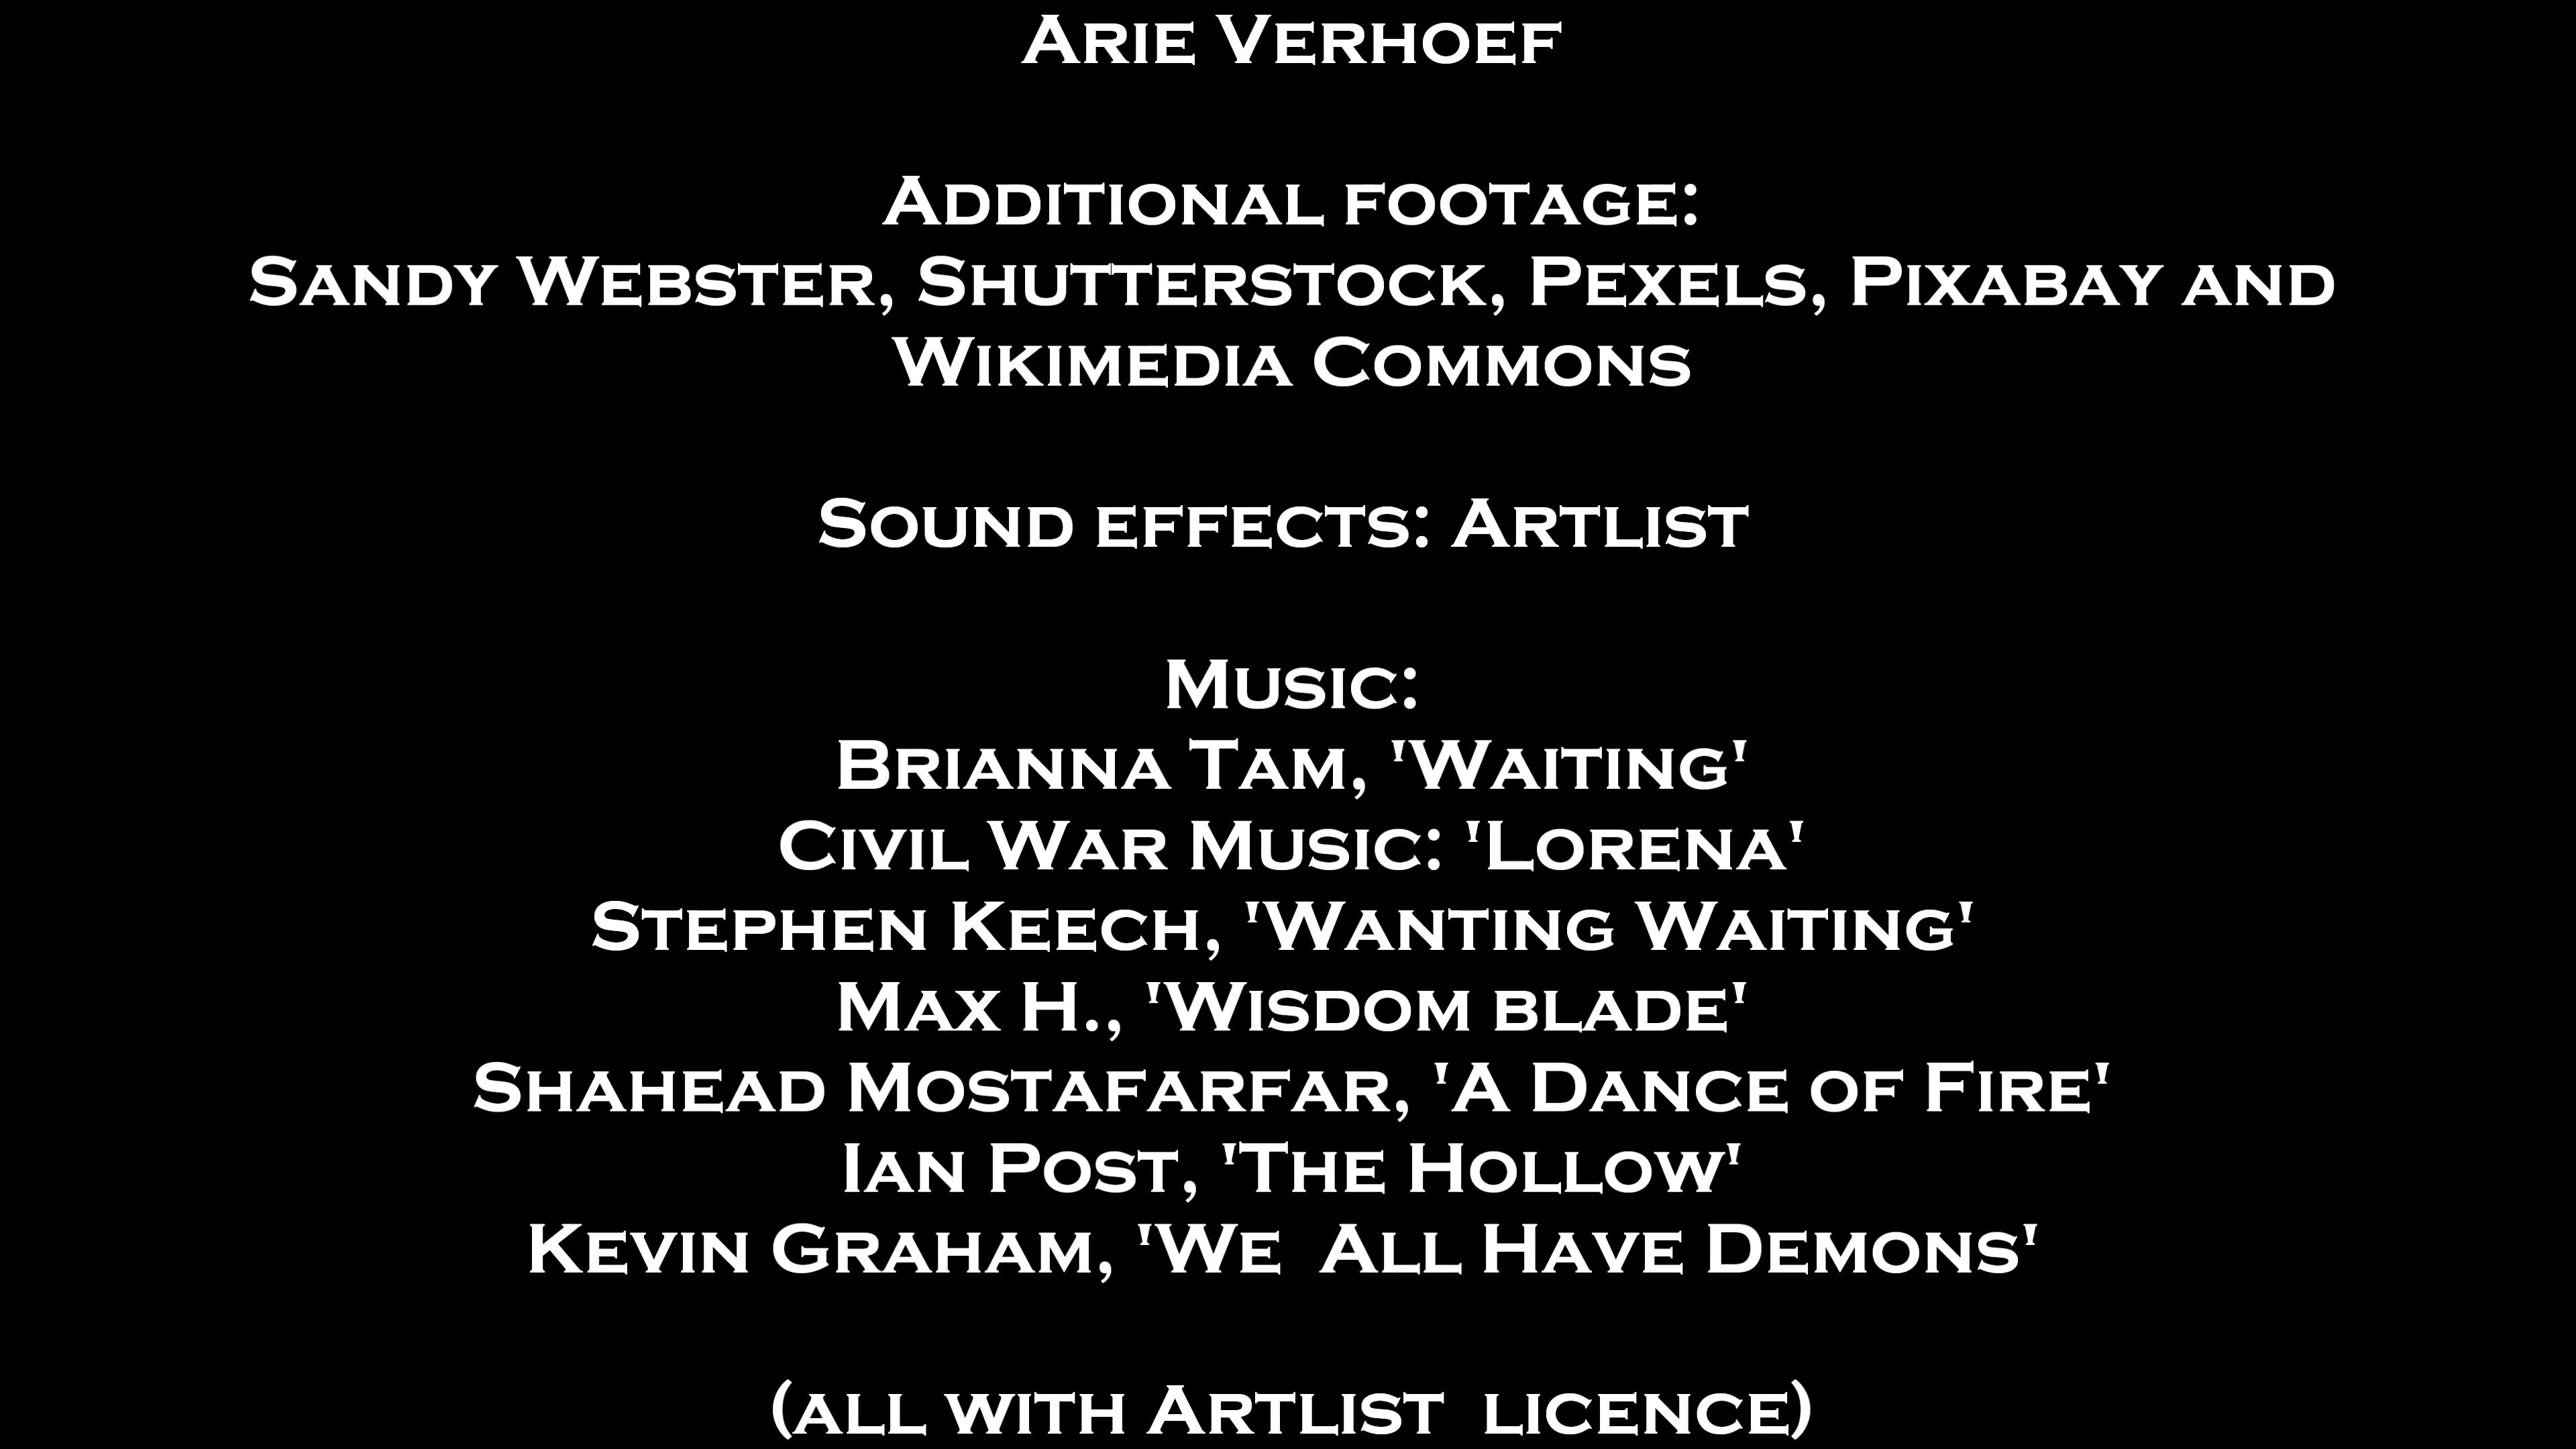 Arie Verhoef
Additional footage:
Sandy Webster, Shutterstock, Pexels, Pixabay and
Wikimedia Commons
Sound effects: Artlist
Music:
Brianna Tam, 'Waiting'
Civil War Music: 'Lorena'
Stephen Keech, 'Wanting Waiting'
Max H., 'Wisdom blade'
Shahead Mostafarfar, 'A Dance of Fire'
Ian Post, 'The Hollow'
Kevin Graham, 'We  All Have Demons'
(all with Artlist  licence)